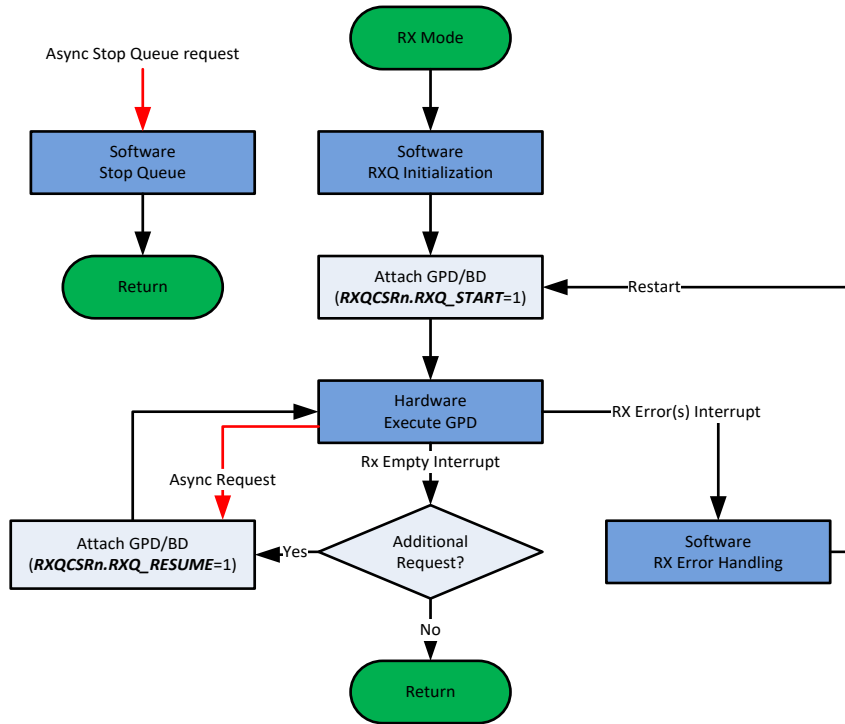 RX Mode
Async Stop Queue request
Software
Stop Queue
Software
RXQ Initialization
Return
Attach GPD/BD
(RXQCSRn.RXQ_START=1)
Restart
Hardware
Execute GPD
RX Error(s) Interrupt
Rx Empty Interrupt
Async Request
Attach GPD/BD
(RXQCSRn.RXQ_RESUME=1)
Yes
Additional
Request?
Software
RX Error Handling
No
Return